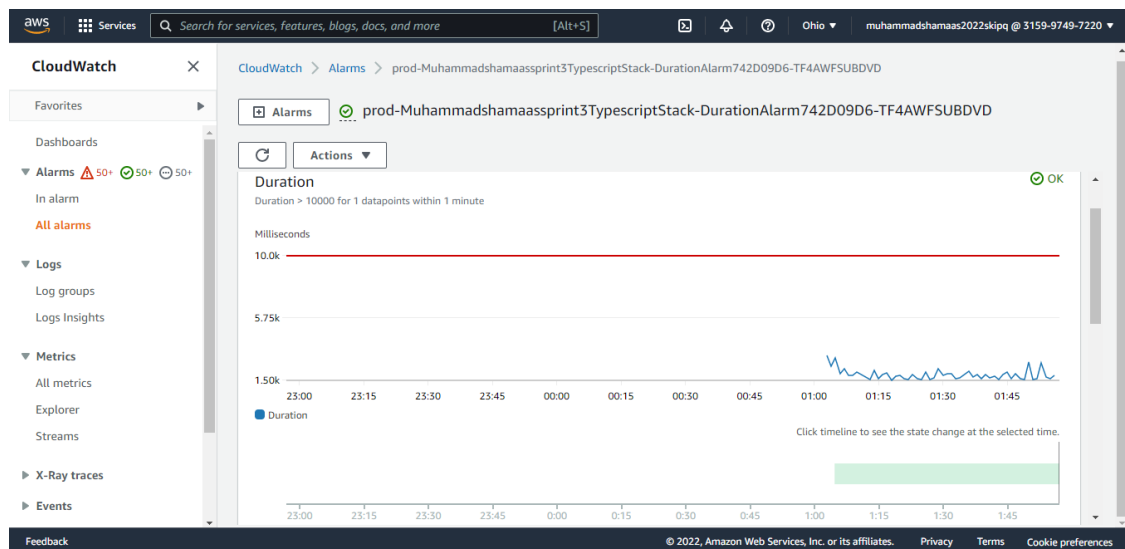 aws Services Search for services, features, blogs, docs, and more [Alt+S] Ohio ▼ muhammadshamaas2022skipq @ 3159-9749-7220 ▼
CloudWatch
Favorites
Dashboards
Alarms 50+ 50+ 50+
In alarm
All alarms
Logs
Log groups
Logs Insights
Metrics
All metrics
Explorer
Streams
X-Ray traces
Events
CloudWatch > Alarms > prod-Muhammadshamaassprint3TypescriptStack-DurationAlarm742D09D6-TF4AWFSUBDVD
Alarms prod-Muhammadshamaassprint3TypescriptStack-DurationAlarm742D09D6-TF4AWFSUBDVD
Actions ▼
Duration OK
Duration > 10000 for 1 datapoints within 1 minute
Milliseconds
10.0k
5.75k
1.50k
23:00 23:15 23:30 23:45 00:00 00:15 00:30 00:45 01:00 01:15 01:30 01:45
Duration
Click timeline to see the state change at the selected time.
23:00 23:15 23:30 23:45 0:00 0:15 0:30 0:45 1:00 1:15 1:30 1:45
Feedback © 2022, Amazon Web Services, Inc. or its affiliates. Privacy Terms Cookie preferences